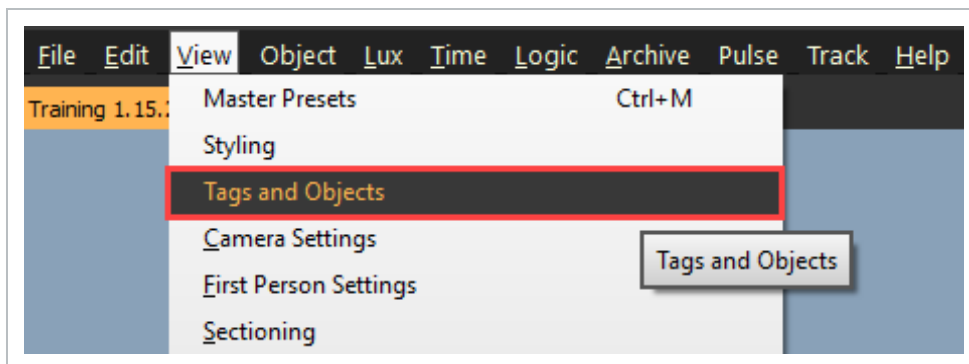 File Edit View Object Lux Time Logic Archive Pulse Track Help
Training 1.15.
Master Presets Ctrl+M
Styling
Tags and Objects
Camera Settings
Tags and Objects
First Person Settings
Sectioning